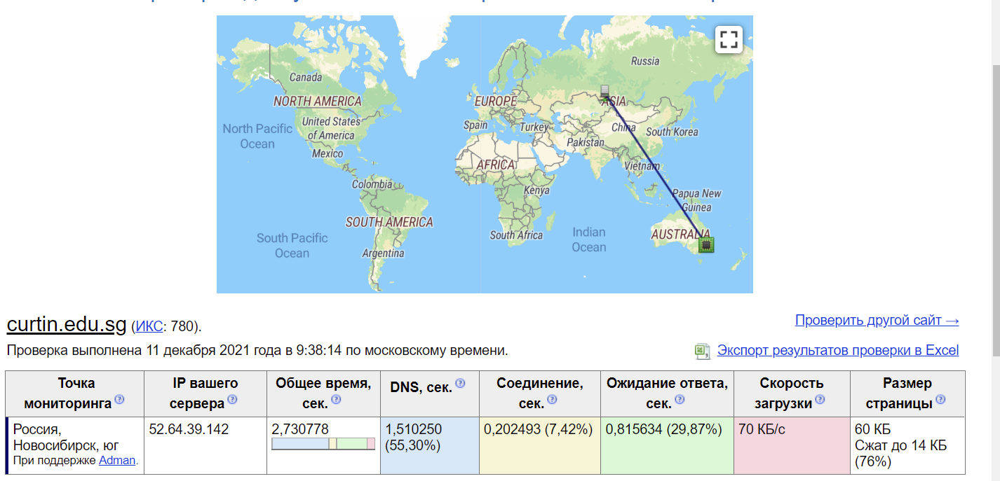 Russia
Canada
NORTH AMERICA
EUROPE
ASIA
North Pacific
Ocean
United States
of America
Spain
Turkey
China
South Korea
Mexico
Pakistan
AFRICA
Vietnam
Colombia
Kenya
Papua New
Guinea
SOUTH AMERICA
South Pacific
Ocean
South Africa
Indian
Ocean
AUSTRALIA
Argentina
curtin.edu.sg (ИКС: 780).
Проверить другой сайт →
Проверка выполнена 11 декабря 2021 года в 9:38:14 по московскому времени.
Экспорт результатов проверки в Excel
Точка
мониторинга
IP вашего
сервера
Общее время,
сек.
DNS, сек.
Соединение,
сек.
Ожидание ответа,
сек.
Скорость
загрузки
Размер
страницы
Россия,
Новосибирск, юг
При поддержке Adman.
52.64.39.142
2,730778
1,510250
(55,30%)
0,202493 (7,42%)
0,815634 (29,87%)
70 КБ/с
60 КБ
Сжат до 14 КБ
(76%)